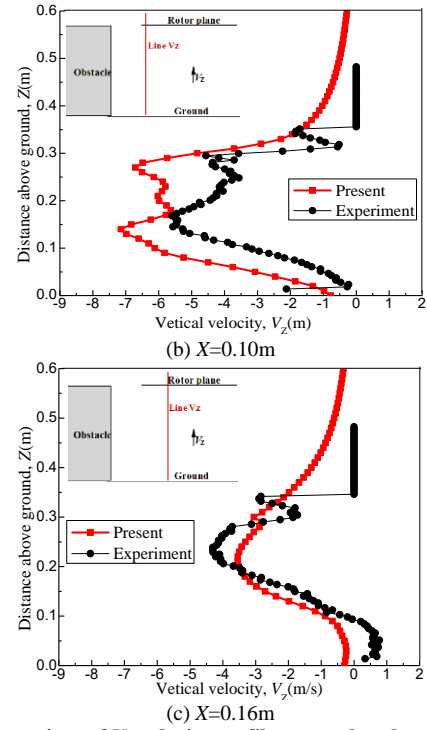 0.6
0.5
0.4
0.3
0.2
0.1
0.0
Distance above ground, Z(m)
Rotor plane
Line Vz
Obstacle
Vz
Ground
Present
Experiment
-9 -8 -7 -6 -5 -4 -3 -2 -1 0 1 2
Vetical velocity, VZ(m)
(b) X=0.10m
0.6
0.5
0.4
0.3
0.2
0.1
0.0
Distance above ground, Z(m)
Rotor plane
Line Vz
Obstacle
Vz
Ground
Present
Experiment
-9 -8 -7 -6 -5 -4 -3 -2 -1 0 1 2
Vetical velocity, VZ(m/s)
(c) X=0.16m